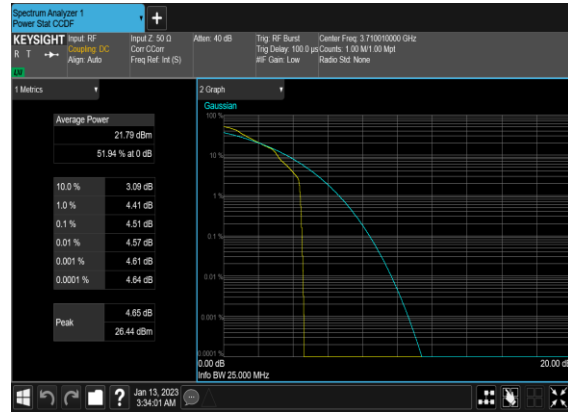 Spectrum Analyzer 1
Power Stat CCDF
KEYSIGHT
R T
LW
Input: RF
Coupling: DC
Align: Auto
Input Z: 50 Ω
Corr CCorr
Freq Ref: Int (S)
Atten: 40 dB
Trig: RF Burst
Trig Delay: 100.0 µs
#IF Gain: Low
Center Freq: 3.710010000 GHz
Counts: 1.00 M/1.00 Mpt
Radio Std: None
1 Metrics
Average Power
21.79 dBm
51.94 % at 0 dB
10.0 % 3.09 dB
1.0 % 4.41 dB
0.1 % 4.51 dB
0.01 % 4.57 dB
0.001 % 4.61 dB
0.0001 % 4.64 dB
Peak
4.65 dB
26.44 dBm
2 Graph
Gaussian
100 %
10 %
1 %
0.1 %
0.01 %
0.001 %
0.0001 %
0.00 dB
20.00 dB
Info BW 25.000 MHz
Jan 13, 2023
3:34:01 AM